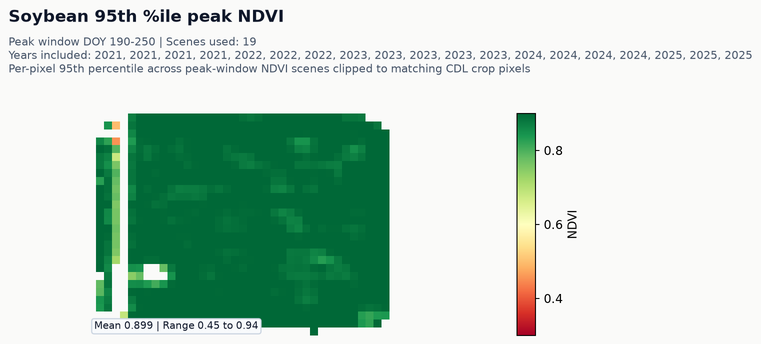 Soybean 95th %ile peak NDVI
Peak window DOY 190-250 | Scenes used: 19
Years included: 2021, 2021, 2021, 2021, 2022, 2022, 2022, 2023, 2023, 2023, 2023, 2023, 2024, 2024, 2024, 2024, 2025, 2025, 2025
Per-pixel 95th percentile across peak-window NDVI scenes clipped to matching CDL crop pixels
0.8
0.6
0.4
NDVI
Mean 0.899 | Range 0.45 to 0.94